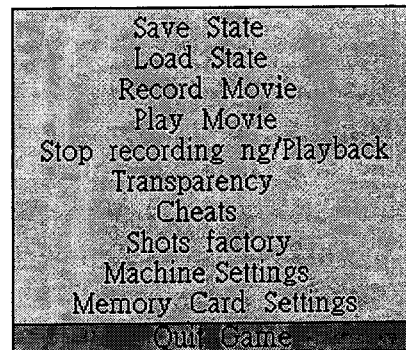 Save State
Load State
Record Movie
Play Movie
Stop recording ng/Playback
Transparency
Cheats
Shots factory
Machine Settings
Memory Card Settings
Quit Game